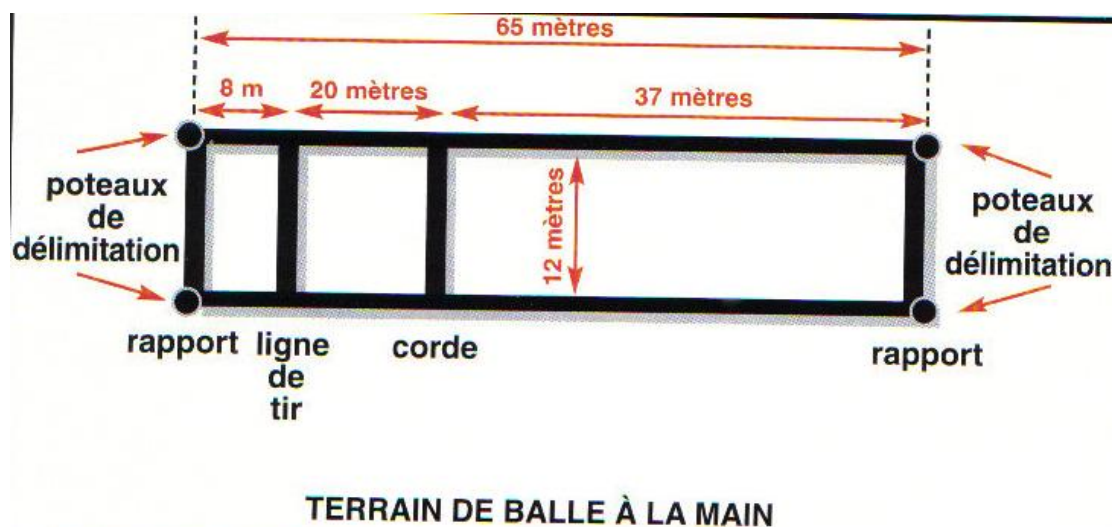 65 mètres
8 m
20 mètres
37 mètres
12 mètres
poteaux
de
délimitation
poteaux
de
délimitation
rapport
ligne
de
tir
corde
rapport
TERRAIN DE BALLE À LA MAIN